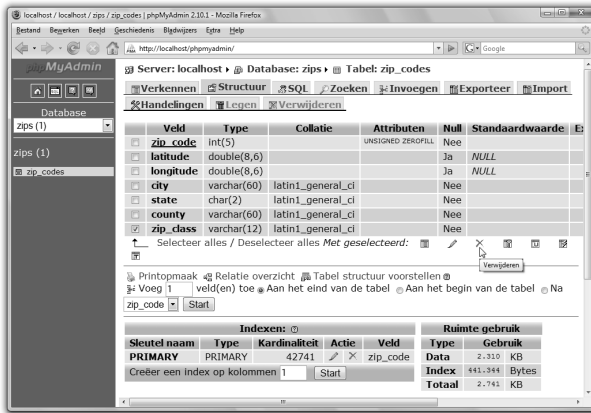 localhost / localhost / zips / zip_codes | phpMyAdmin 2.10.1 - Mozilla Firefox
Bestand Bewerken Beeld Geschiedenis Bladwijzers Extra Help
http://localhost/phpmyadmin/
Google
phpMyAdmin
Database
zips (1)
zips (1)
zip_codes
Server: localhost Database: zips Tabel: zip_codes
Verkennen Structuur SQL Zoeken Invoegen Exporteer Import
Handelingen Legen Verwijderen
Veld Type Collatie Attributen Null Standaardwaarde Ex
zip_code int(5) UNSIGNED ZEROFILL Nee
latitude double(8,6) Ja NULL
longitude double(8,6) Ja NULL
city varchar(60) latin1_general_ci Nee
state char(2) latin1_general_ci Nee
county varchar(60) latin1_general_ci Nee
zip_class varchar(12) latin1_general_ci Nee
Selecteer alles / Deselecteer alles Met geselecteerd:
Verwijderen
Printopmaak Relatie overzicht Tabel structuur voorstellen
Voeg 1 veld(en) toe Aan het eind van de tabel Aan het begin van de tabel Na
zip_code Start
Indexen:
Sleutel naam Type Kardinaliteit Actie Veld
PRIMARY PRIMARY 42741 zip_code
Creëer een index op kolommen 1 Start
Ruimte gebruik
Type Gebruik
Data 2.310 KB
Index 441.344 Bytes
Totaal 2.741 KB